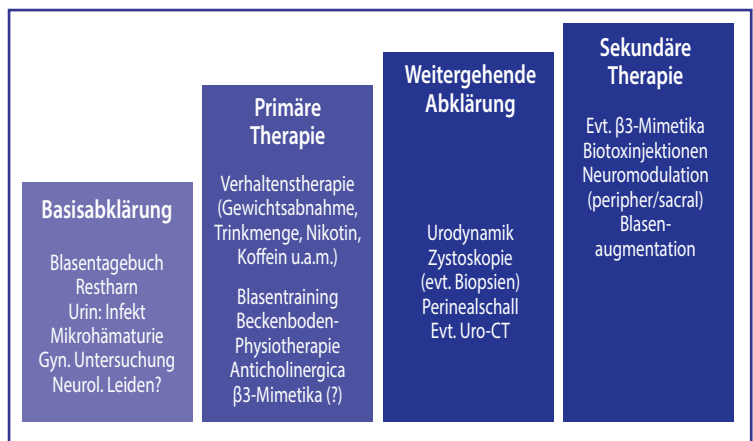 Basisabklärung
Blasentagebuch
Restharn
Urin: Infekt
Mikrohämaturie
Gyn. Untersuchung
Neurol. Leiden?
Primäre
Therapie
Verhaltenstherapie
(Gewichtsabnahme,
Trinkmenge, Nikotin,
Koffein u.a.m.)
Blasentraining
Beckenboden-
Physiotherapie
Anticholinergica
β3-Mimetika (?)
Weitergehende
Abklärung
Urodynamik
Zystoskopie
(evt. Biopsien)
Perinealschall
Evt. Uro-CT
Sekundäre
Therapie
Evt. β3-Mimetika
Biotoxinjektionen
Neuromodulation
(peripher/sacral)
Blasen-
augmentation